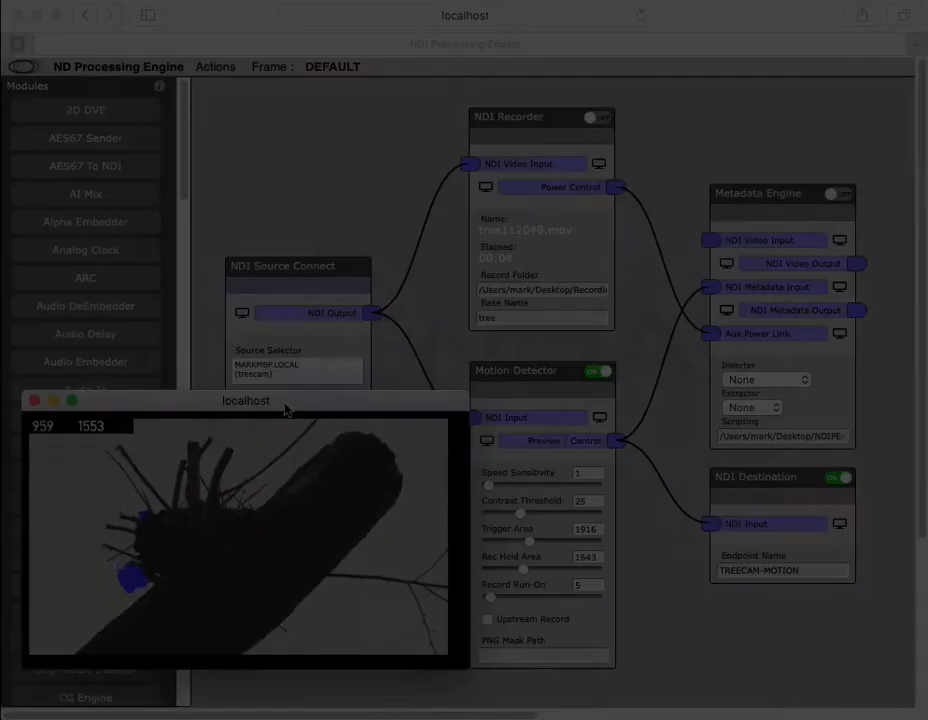 localhost
NDI Processing Engine
ND Processing Engine
Actions
Frame :
DEFAULT
Modules
2D DVE
AES67 Sender
AES67 To NDI
AI Mix
Alpha Embedder
Analog Clock
ARC
Audio DeEmbedder
Audio Delay
Audio Embedder
CG Engine
NDI Source Connect
NDI Output
Source Selector
MARKMBP.LOCAL
(treecam)
NDI Recorder
OFF
NDI Video Input
Power Control
Name:
tree112049.mov
Elapsed:
00:04
Record Folder
/Users/mark/Desktop/Recordin
Base Name
tree
Motion Detector
ON
NDI Input
Preview / Control
Speed Sensitivity
1
Contrast Threshold
25
Trigger Area
1916
Rec Hold Area
1643
Record Run-On
5
Upstream Record
PNG Mask Path
Metadata Engine
OFF
NDI Video Input
NDI Video Output
NDI Metadata Input
NDI Metadata Output
Aux Power Link
Inserter
None
Extractor
None
Scripting
/Users/mark/Desktop/NDIPE-
NDI Destination
ON
NDI Input
Endpoint Name
TREECAM-MOTION
localhost
959 1553